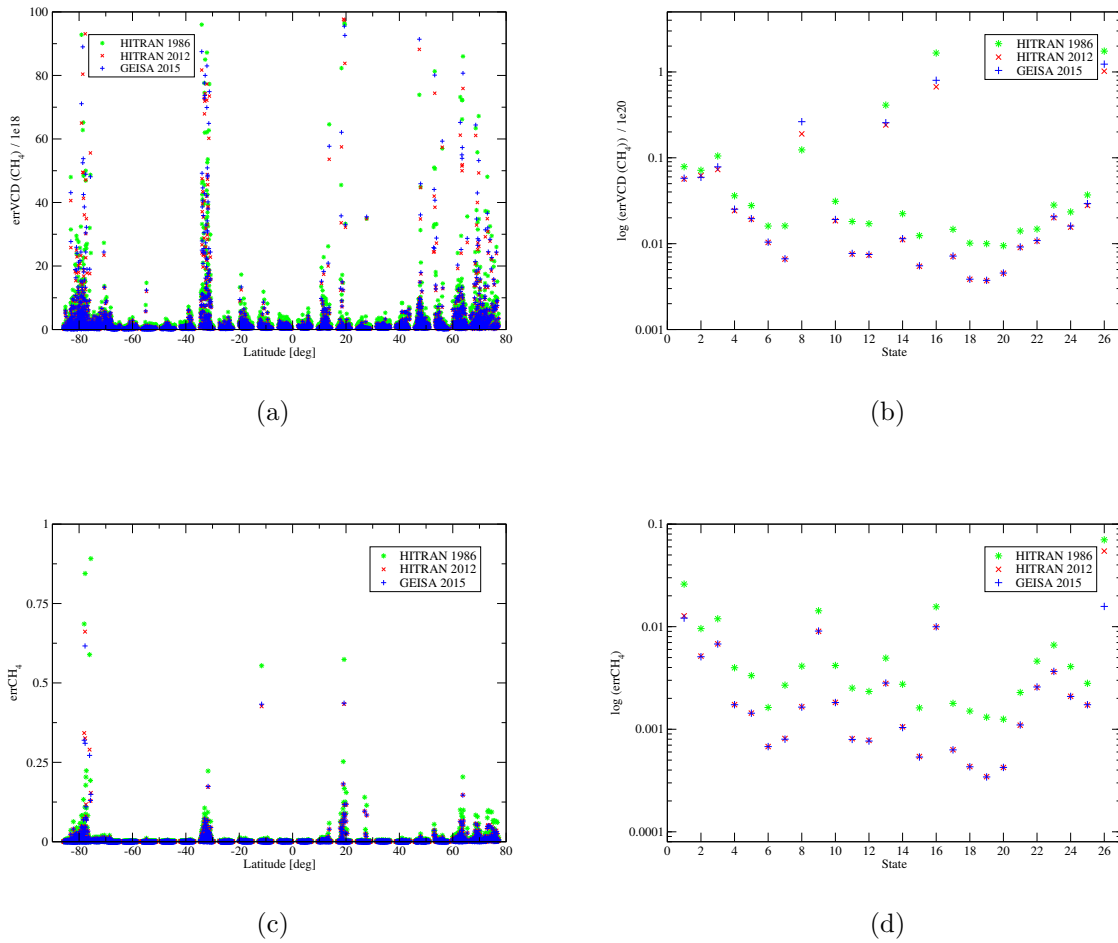 100
80
60
40
20
0
errVCD (CH4) / 1e18
HITRAN 1986
HITRAN 2012
GEISA 2015
-80 -60 -40 -20 0 20 40 60 80
Latitude [deg]
(a)
1
0.1
0.01
0.001
log (errVCD (CH4)) / 1e20
HITRAN 1986
HITRAN 2012
GEISA 2015
0 2 4 6 8 10 12 14 16 18 20 22 24 26
State
(b)
1
0.75
0.5
0.25
0
errCH4
HITRAN 1986
HITRAN 2012
GEISA 2015
-80 -60 -40 -20 0 20 40 60 80
Latitude [deg]
(c)
0.1
0.01
0.001
0.0001
log (errCH4)
HITRAN 1986
HITRAN 2012
GEISA 2015
0 2 4 6 8 10 12 14 16 18 20 22 24 26
State
(d)